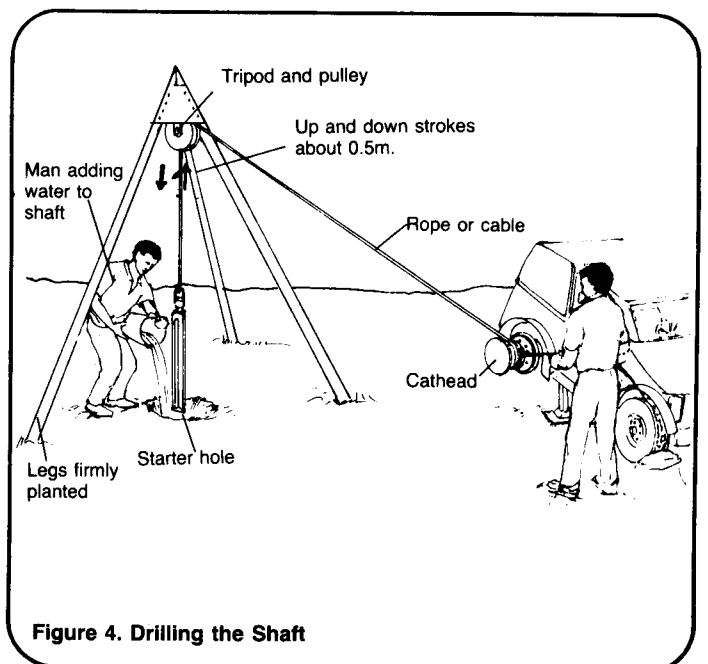 Tripod and pulley
Up and down strokes
about 0.5m.
Man adding
water to
shaft
Rope or cable
Cathead
Starter hole
Legs firmly
planted
Figure 4. Drilling the Shaft